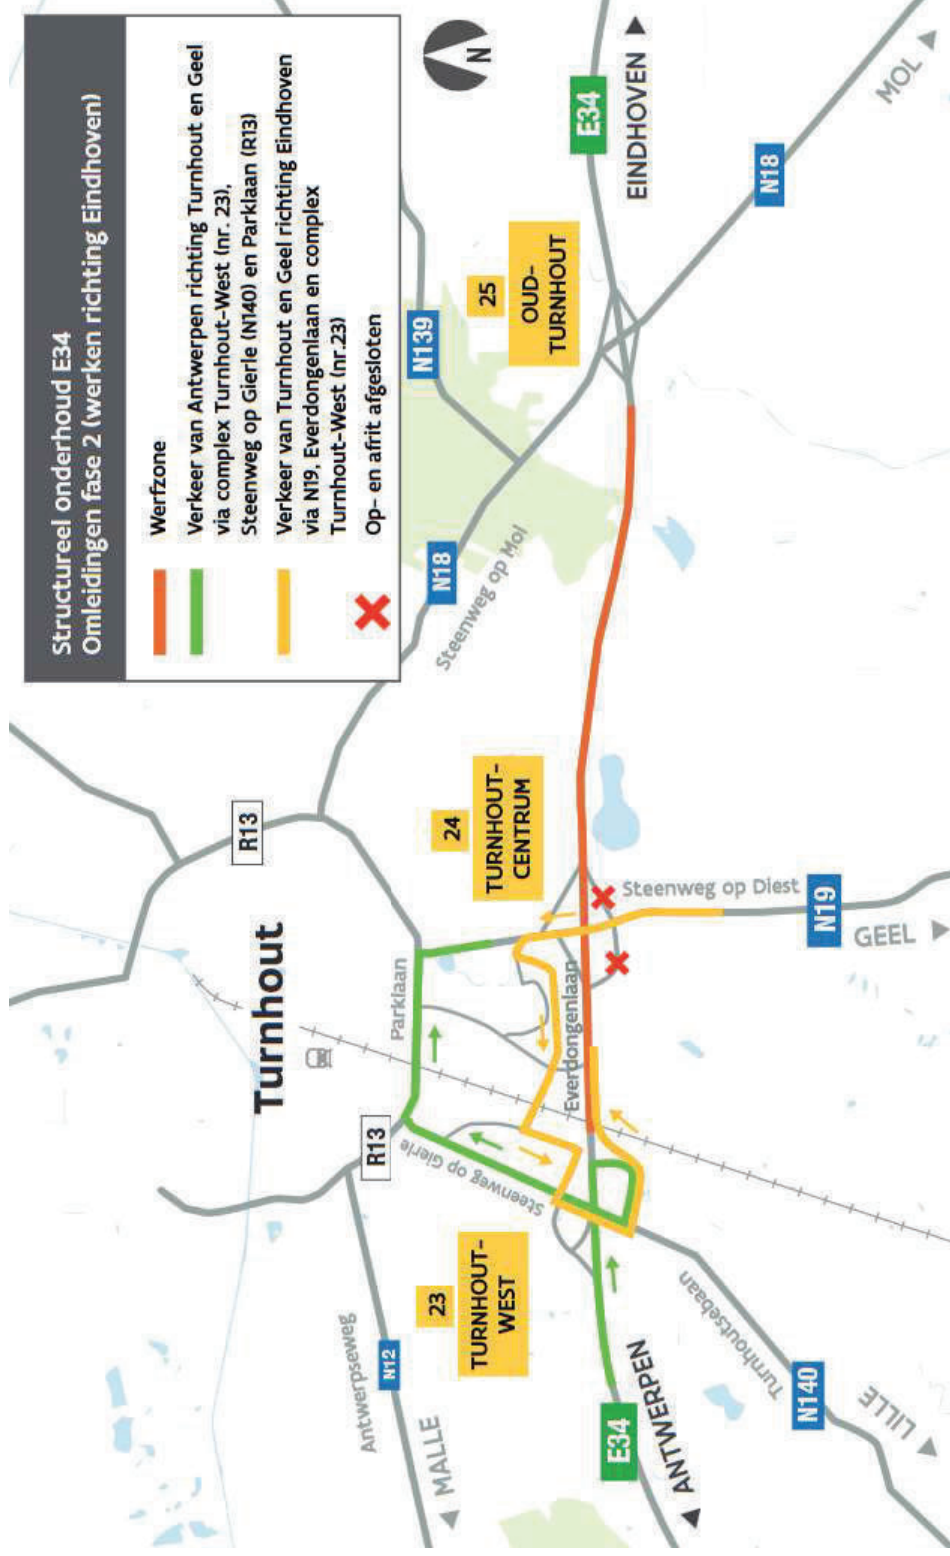 Structureel onderhoud E34
Omleidingen fase 2 (werken richting Eindhoven)
Werfzone
Verkeer van Antwerpen richting Turnhout en Geel
via complex Turnhout-West (nr. 23),
Steenweg op Gierle (N140) en Parklaan (R13)
Verkeer van Turnhout en Geel richting Eindhoven
via N19, Everdongenlaan en complex
Turnhout-West (nr.23)
Op- en afrit afgesloten
N
R13
Turnhout
R13
Parklaan
Steenweg op Gierle
Antwerpseweg
N12
MALLE
23
TURNHOUT-
WEST
24
TURNHOUT-
CENTRUM
N18
Steenweg op Mol
N139
25
OUD-
TURNHOUT
E34
EINDHOVEN
MOL
N18
Everdongenlaan
Steenweg op Diest
N19
GEEL
E34
ANTWERPEN
Turnhoutsebaan
N140
LILLE